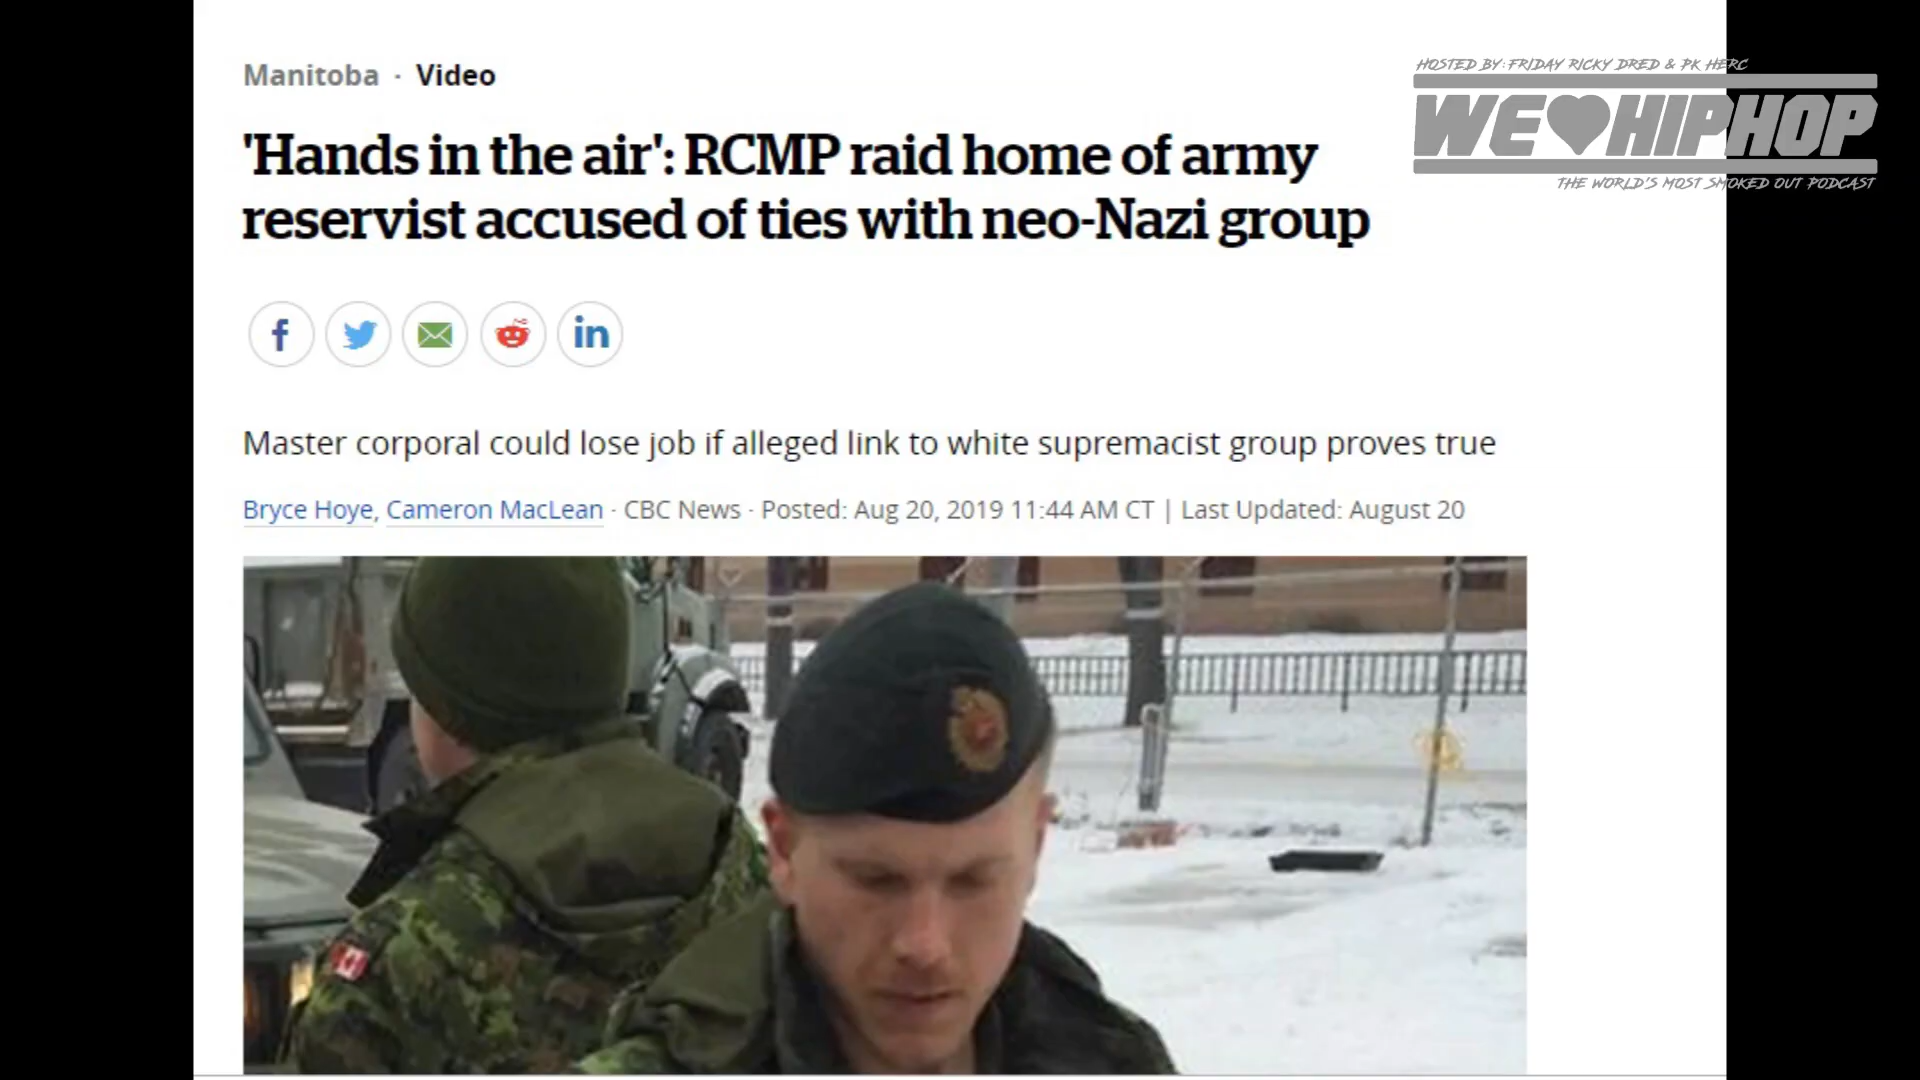 Manitoba · Video
'Hands in the air': RCMP raid home of army
reservist accused of ties with neo-Nazi group
Master corporal could lose job if alleged link to white supremacist group proves true
Bryce Hoye, Cameron MacLean · CBC News · Posted: Aug 20, 2019 11:44 AM CT | Last Updated: August 20
HOSTED BY: FRIDAY RICKY DRED & PK HERC
WE HIPHOP
THE WORLD'S MOST SMOKED OUT PODCAST